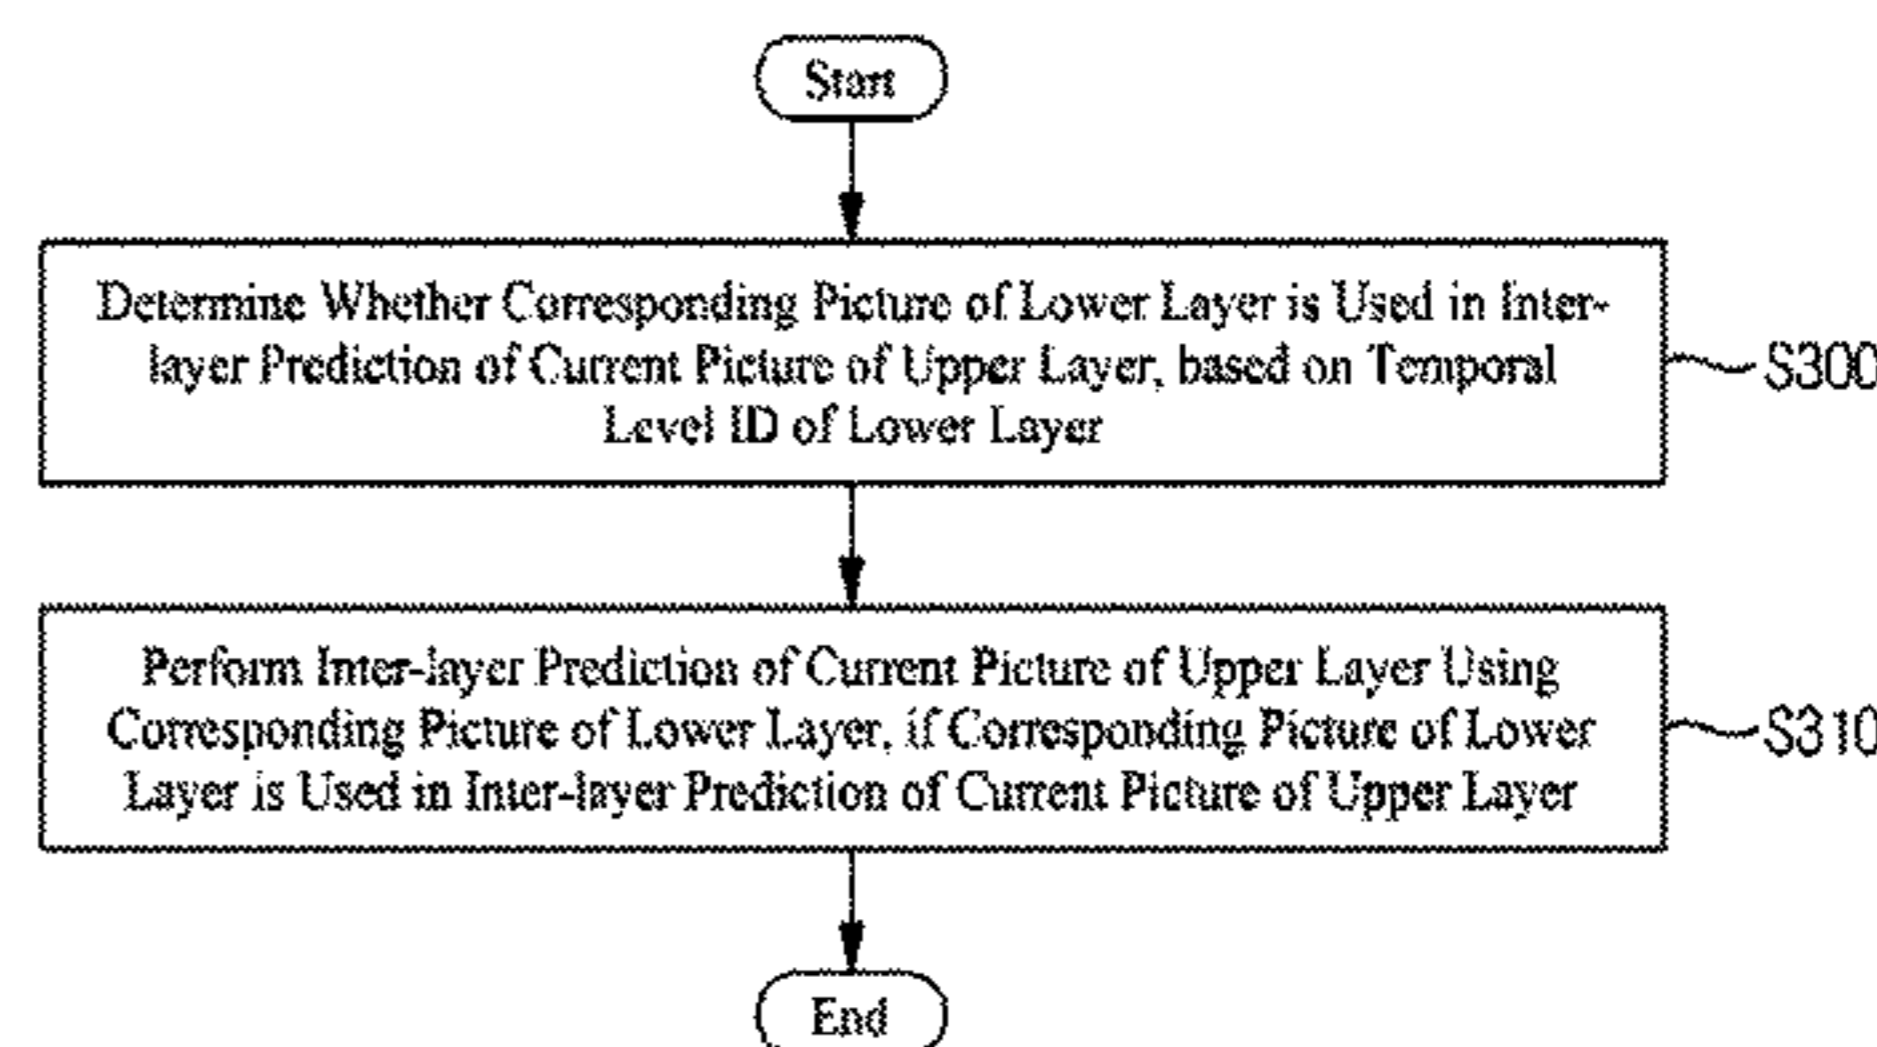 Start
Determine Whether Corresponding Picture of Lower Layer is Used in Inter-
layer Prediction of Current Picture of Upper Layer, based on Temporal
Level ID of Lower Layer
S300
Perform Inter-layer Prediction of Current Picture of Upper Layer Using
Corresponding Picture of Lower Layer, if Corresponding Picture of Lower
Layer is Used in Inter-layer Prediction of Current Picture of Upper Layer
S310
End